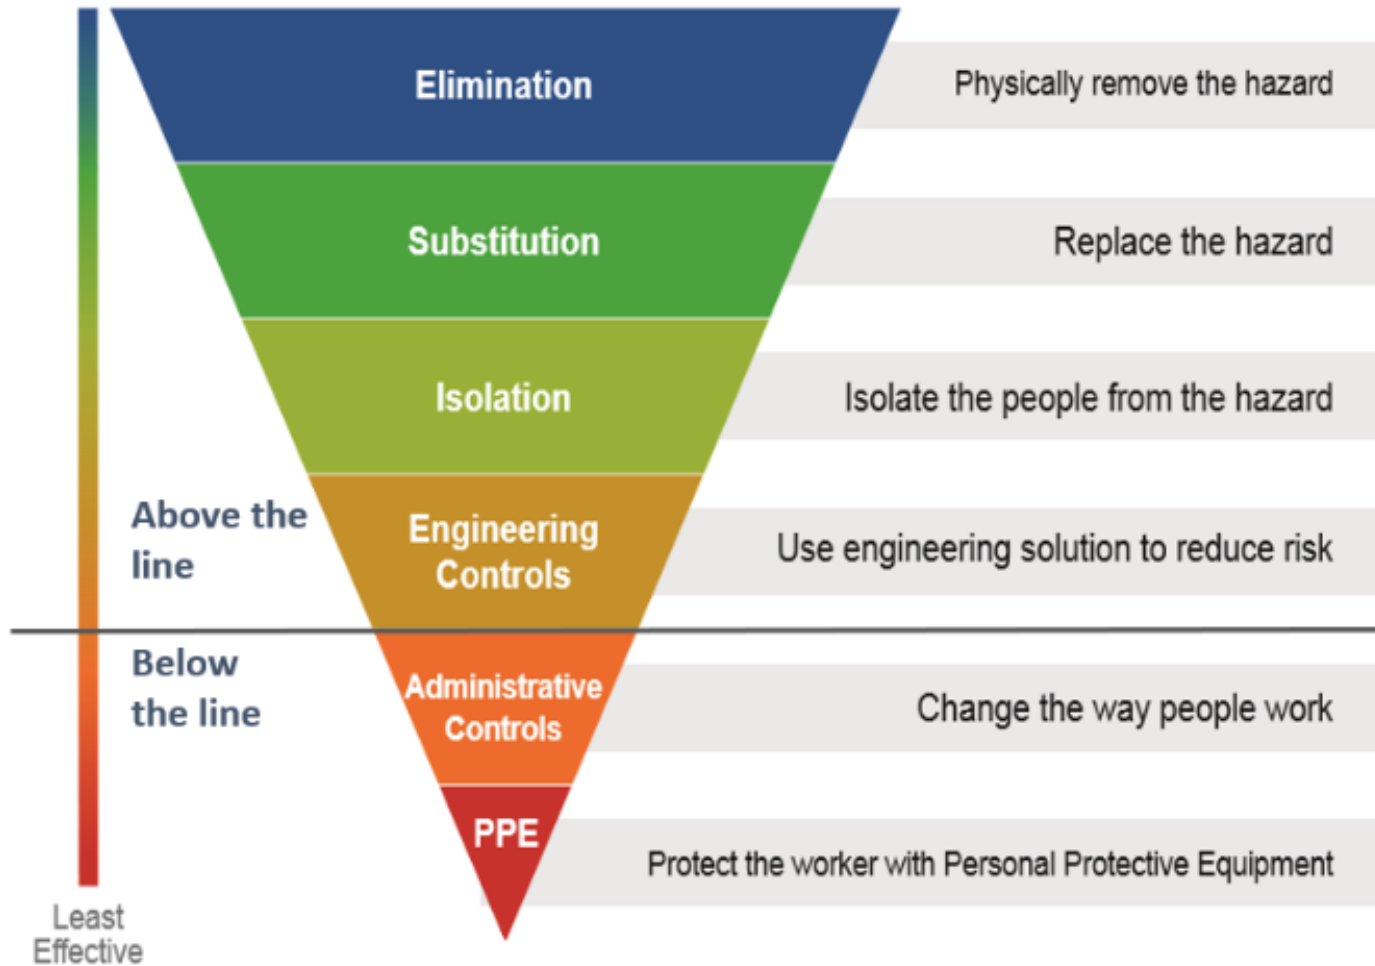 Elimination
Physically remove the hazard
Substitution
Replace the hazard
Isolation
Isolate the people from the hazard
Above the
line
Engineering
Controls
Use engineering solution to reduce risk
Below
the line
Administrative
Controls
Change the way people work
PPE
Protect the worker with Personal Protective Equipment
Least
Effective